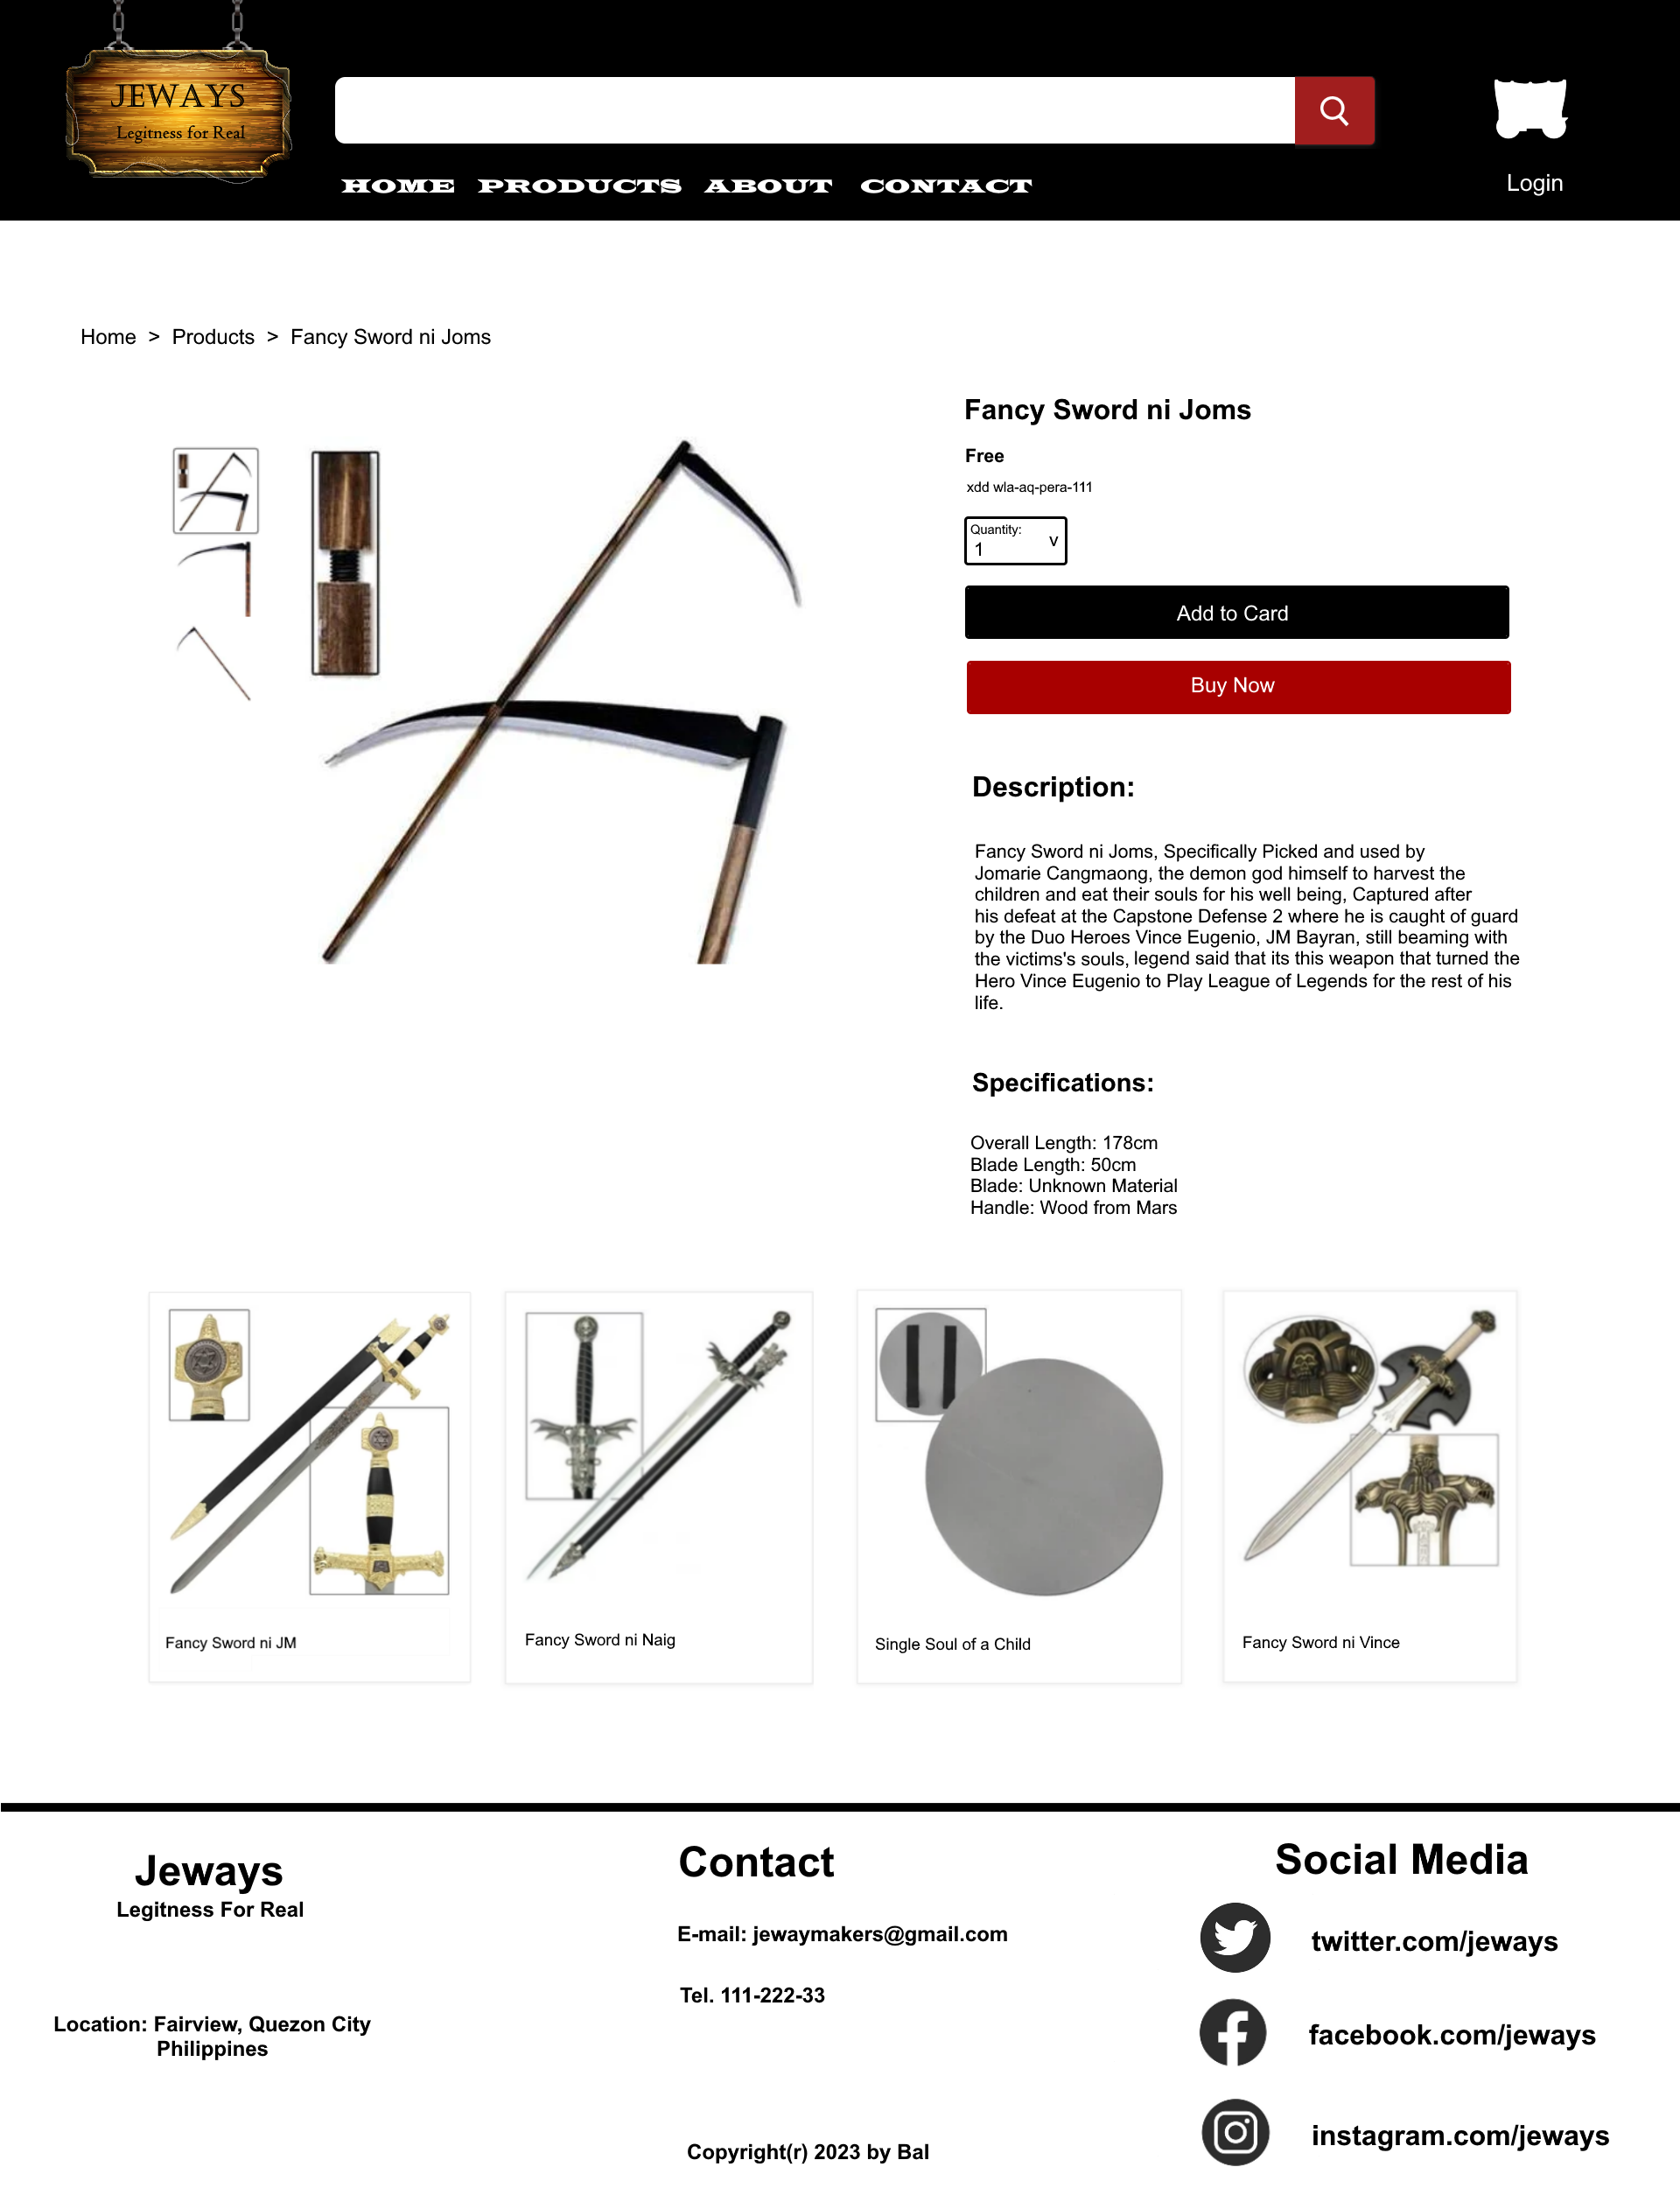 JEWAYS
Legitness for Real
HOME PRODUCTS ABOUT CONTACT
Login
Home > Products > Fancy Sword ni Joms
Fancy Sword ni Joms
Free
xdd wla-aq-pera-111
Quantity:
1 v
Add to Card
Buy Now
Description:
Fancy Sword ni Joms, Specifically Picked and used by
Jomarie Cangmaong, the demon god himself to harvest the
children and eat their souls for his well being, Captured after
his defeat at the Capstone Defense 2 where he is caught of guard
by the Duo Heroes Vince Eugenio, JM Bayran, still beaming with
the victims's souls, legend said that its this weapon that turned the
Hero Vince Eugenio to Play League of Legends for the rest of his
life.
Specifications:
Overall Length: 178cm
Blade Length: 50cm
Blade: Unknown Material
Handle: Wood from Mars
Fancy Sword ni JM
Fancy Sword ni Naig
Single Soul of a Child
Fancy Sword ni Vince
Jeways
Legitness For Real
Location: Fairview, Quezon City
Philippines
Contact
E-mail: jewaymakers@gmail.com
Tel. 111-222-33
Copyright(r) 2023 by Bal
Social Media
twitter.com/jeways
facebook.com/jeways
instagram.com/jeways